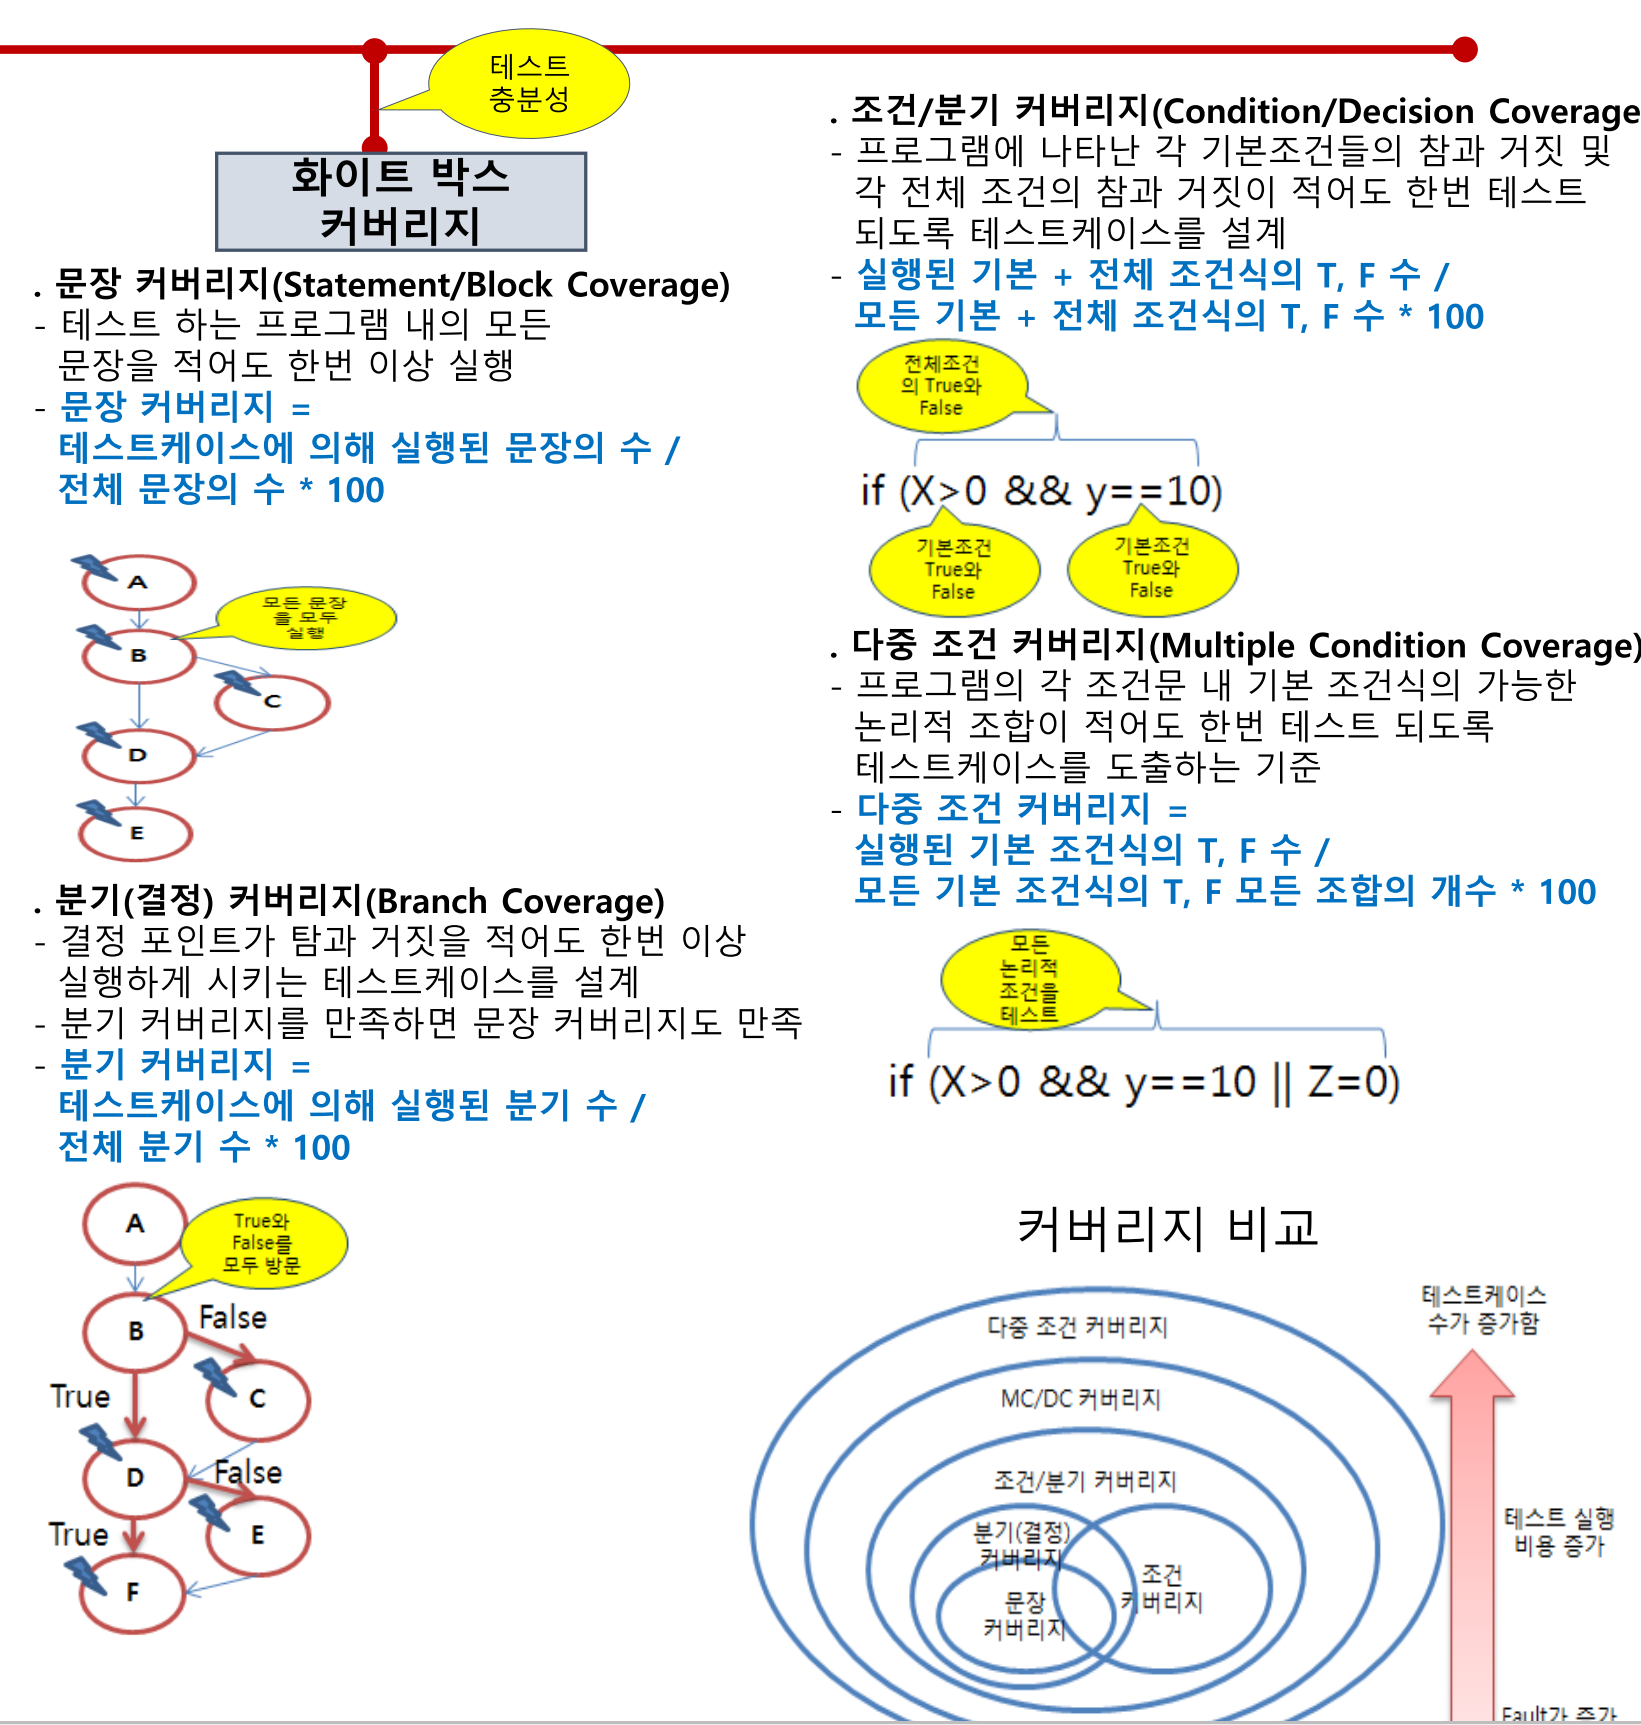 테스트
충분성
화이트 박스
커버리지
. 문장 커버리지(Statement/Block Coverage)
- 테스트 하는 프로그램 내의 모든
문장을 적어도 한번 이상 실행
- 문장 커버리지 =
테스트케이스에 의해 실행된 문장의 수 /
전체 문장의 수 * 100
A
모든 문장
을 모두
실행
B
C
D
E
. 분기(결정) 커버리지(Branch Coverage)
- 결정 포인트가 탐과 거짓을 적어도 한번 이상
실행하게 시키는 테스트케이스를 설계
- 분기 커버리지를 만족하면 문장 커버리지도 만족
- 분기 커버리지 =
테스트케이스에 의해 실행된 분기 수 /
전체 분기 수 * 100
A
True와
False를
모두 방문
B
False
True
C
D
False
True
E
F
. 조건/분기 커버리지(Condition/Decision Coverage
- 프로그램에 나타난 각 기본조건들의 참과 거짓 및
각 전체 조건의 참과 거짓이 적어도 한번 테스트
되도록 테스트케이스를 설계
- 실행된 기본 + 전체 조건식의 T, F 수 /
모든 기본 + 전체 조건식의 T, F 수 * 100
전체조건
의 True와
False
if (X>0 && y==10)
기본조건
True와
False
기본조건
True와
False
. 다중 조건 커버리지(Multiple Condition Coverage)
- 프로그램의 각 조건문 내 기본 조건식의 가능한
논리적 조합이 적어도 한번 테스트 되도록
테스트케이스를 도출하는 기준
- 다중 조건 커버리지 =
실행된 기본 조건식의 T, F 수 /
모든 기본 조건식의 T, F 모든 조합의 개수 * 100
모든
논리적
조건을
테스트
if (X>0 && y==10 || Z=0)
커버리지 비교
다중 조건 커버리지
MC/DC 커버리지
조건/분기 커버리지
분기(결정)
커버리지
문장
커버리지
조건
커버리지
테스트케이스
수가 증가함
테스트 실행
비용 증가
Fault가 증가